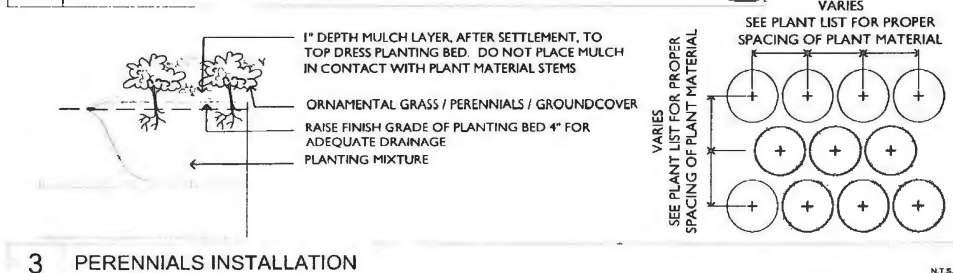 1" DEPTH MULCH LAYER, AFTER SETTLEMENT, TO
TOP DRESS PLANTING BED. DO NOT PLACE MULCH
IN CONTACT WITH PLANT MATERIAL STEMS
ORNAMENTAL GRASS / PERENNIALS / GROUNDCOVER
RAISE FINISH GRADE OF PLANTING BED 4" FOR
ADEQUATE DRAINAGE
PLANTING MIXTURE
VARIES
SEE PLANT LIST FOR PROPER
SPACING OF PLANT MATERIAL
VARIES
SEE PLANT LIST FOR PROPER
SPACING OF PLANT MATERIAL
3 PERENNIALS INSTALLATION
N.T.S.